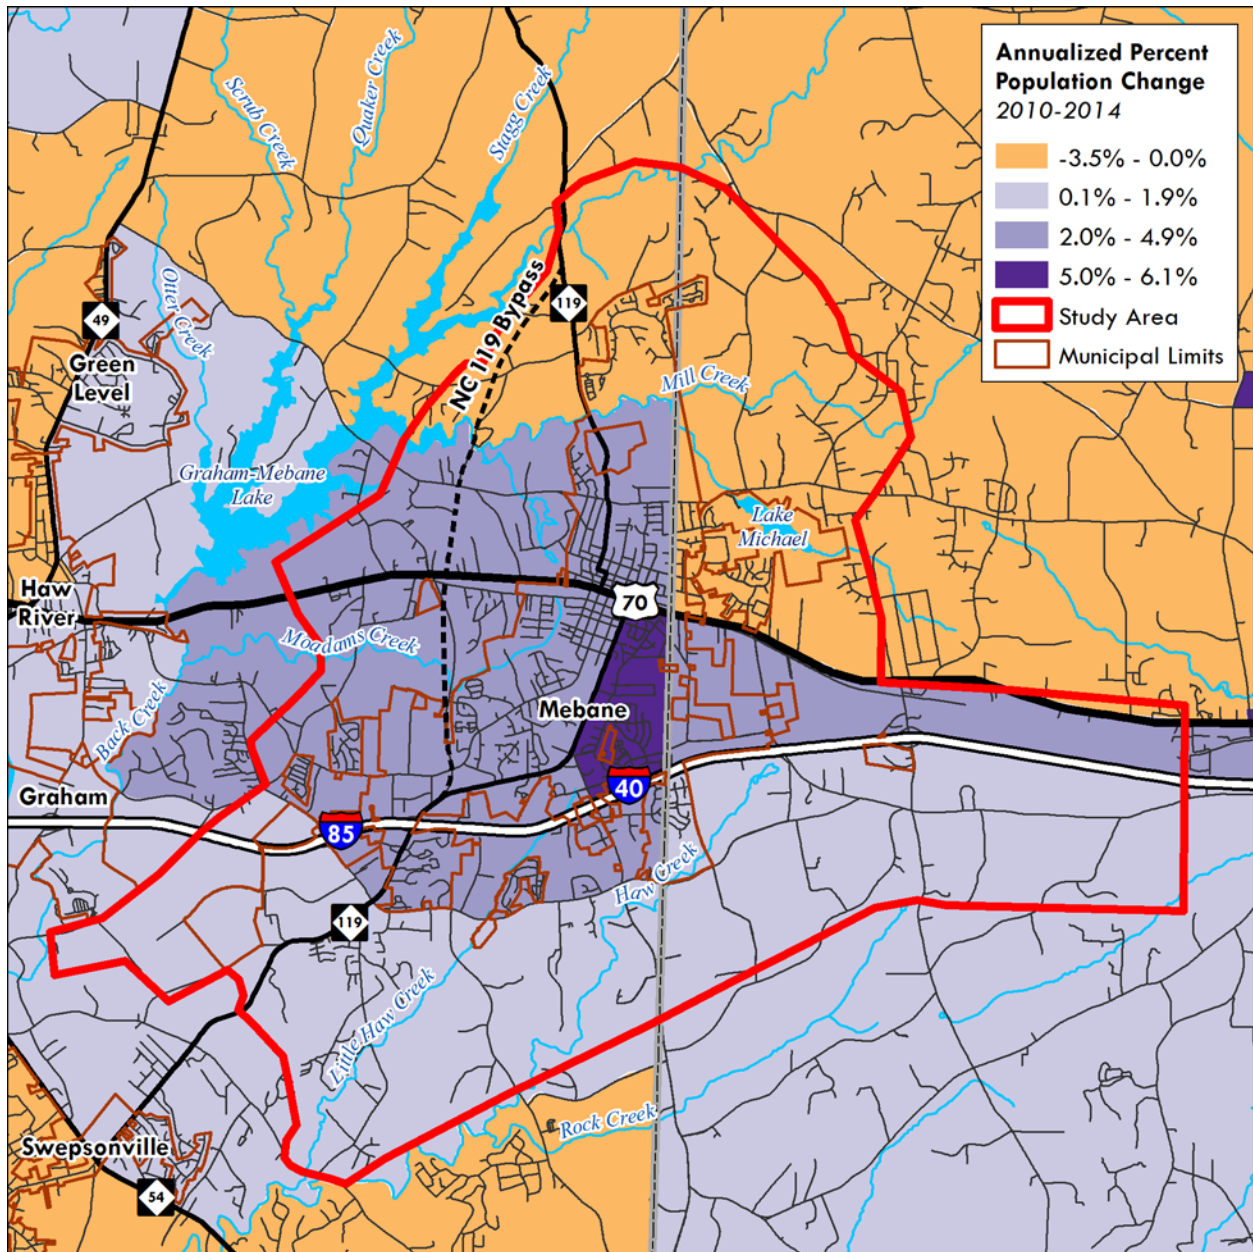 Annualized Percent
Population Change
2010-2014
-3.5% - 0.0%
0.1% - 1.9%
2.0% - 4.9%
5.0% - 6.1%
Study Area
Municipal Limits
Scrub Creek
Quaker Creek
Stagg Creek
Otter Creek
NC 119 Bypass
119
49
Green
Level
Mill Creek
Graham-Mebane
Lake
Lake
Michael
Haw
River
70
Moadams Creek
Back Creek
Mebane
40
Graham
85
Haw Creek
119
Little Haw Creek
Rock Creek
Swepsonville
54